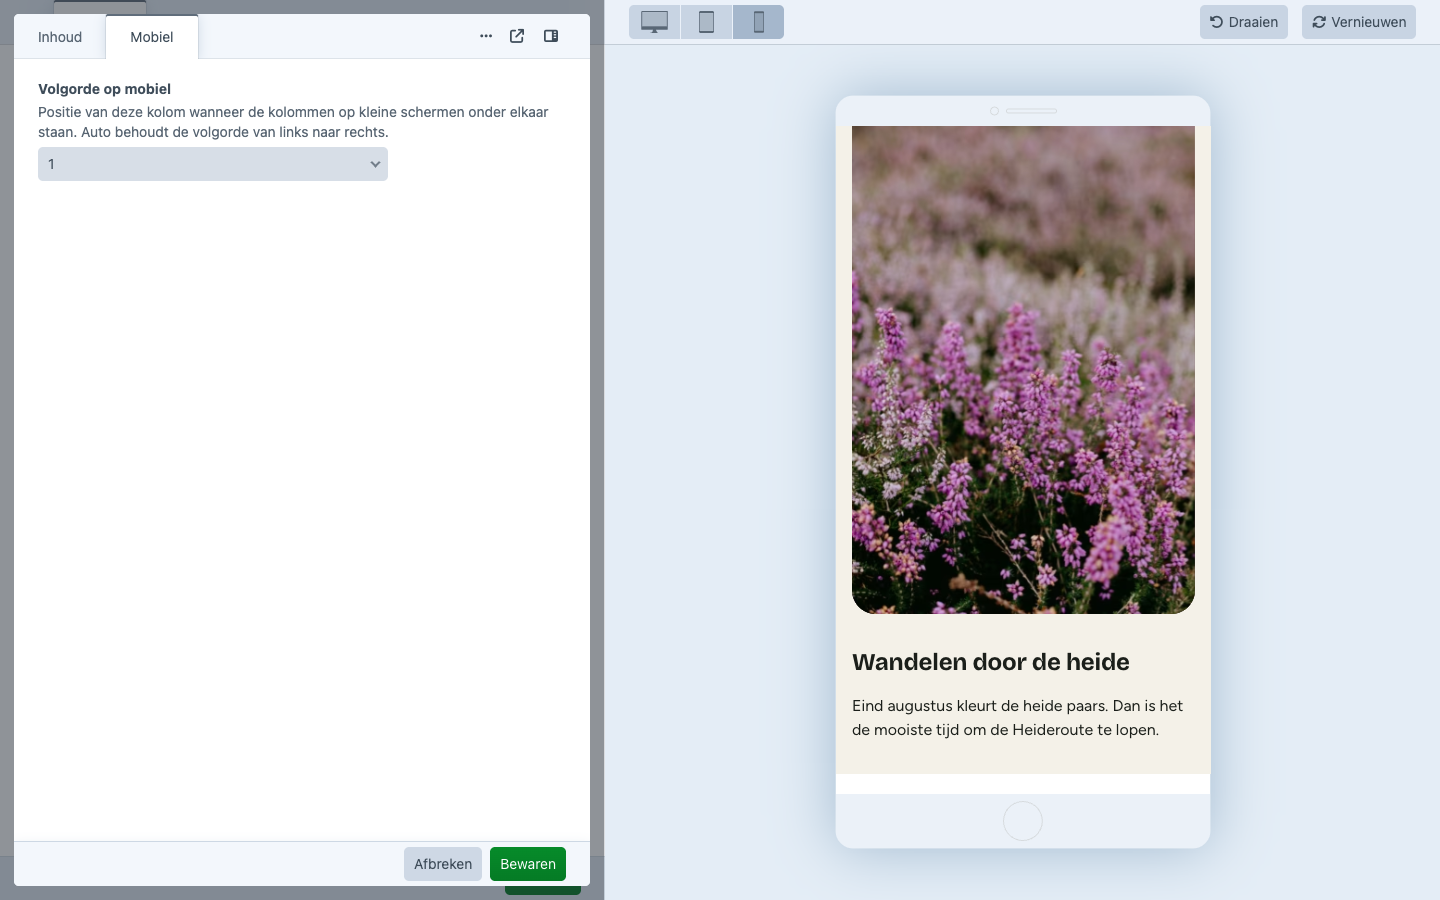 Inhoud
Mobiel
Draaien
Vernieuwen
Volgorde op mobiel
Positie van deze kolom wanneer de kolommen op kleine schermen onder elkaar
staan. Auto behoudt de volgorde van links naar rechts.
1
Wandelen door de heide
Eind augustus kleurt de heide paars. Dan is het
de mooiste tijd om de Heideroute te lopen.
Afbreken
Bewaren